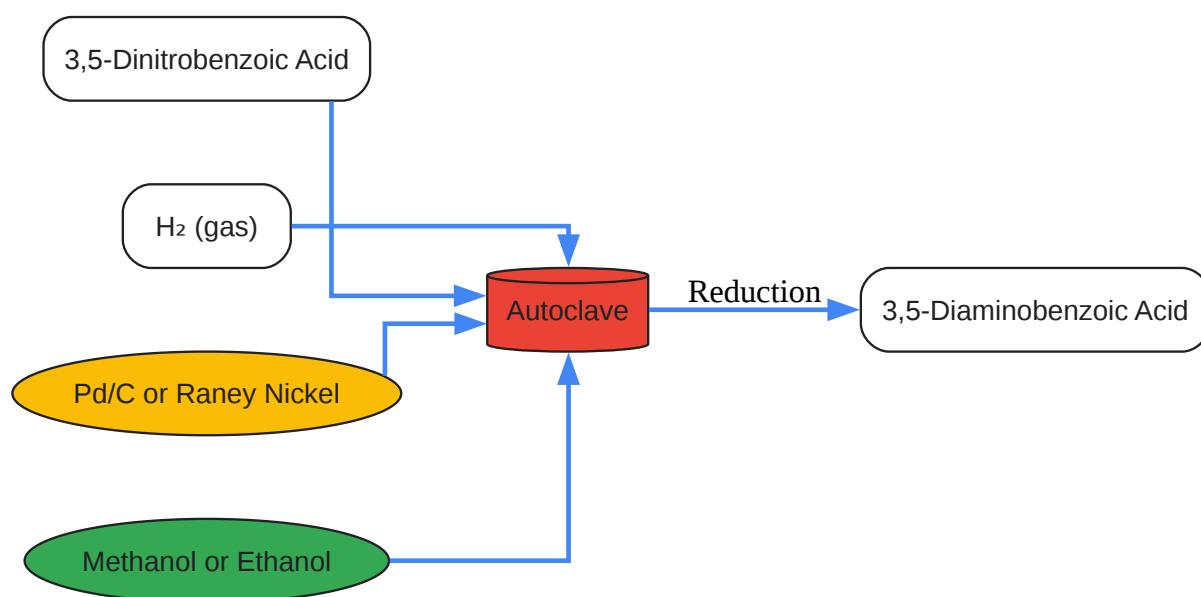 3,5-Dinitrobenzoic Acid
H₂ (gas)
Autoclave
Reduction
3,5-Diaminobenzoic Acid
Pd/C or Raney Nickel
Methanol or Ethanol